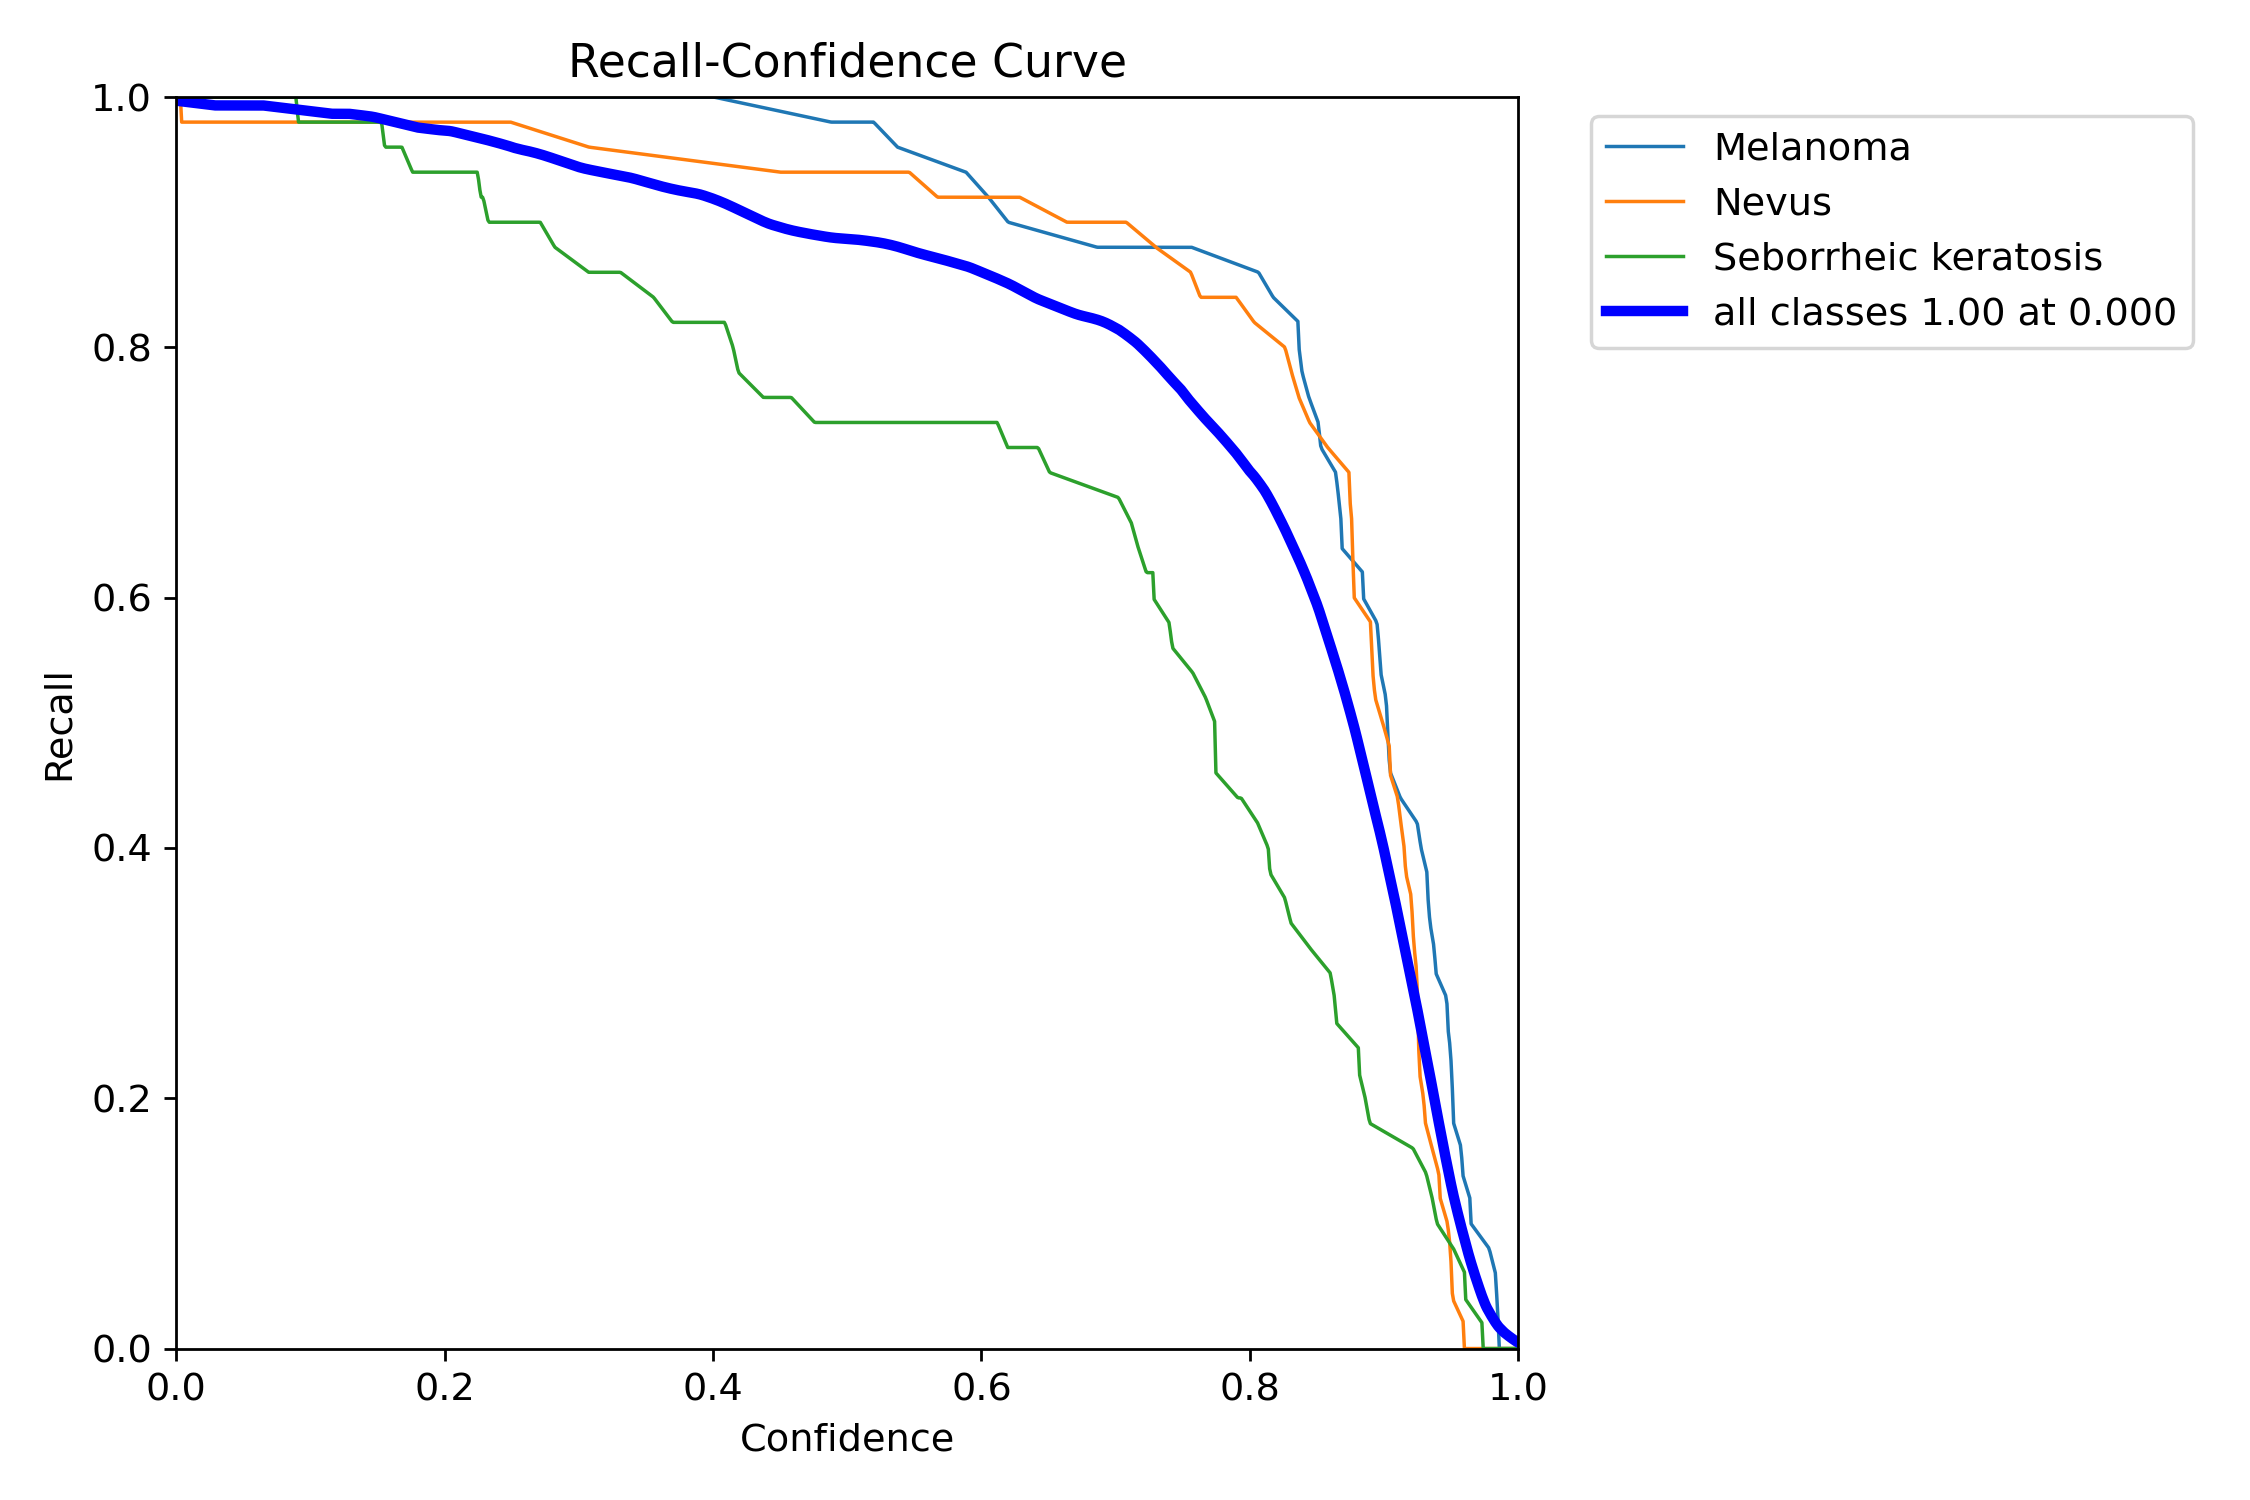 Recall-Confidence Curve
1.0
0.8
0.6
0.4
0.2
0.0
Recall
0.0 0.2 0.4 0.6 0.8 1.0
Confidence
Melanoma
Nevus
Seborrheic keratosis
all classes 1.00 at 0.000